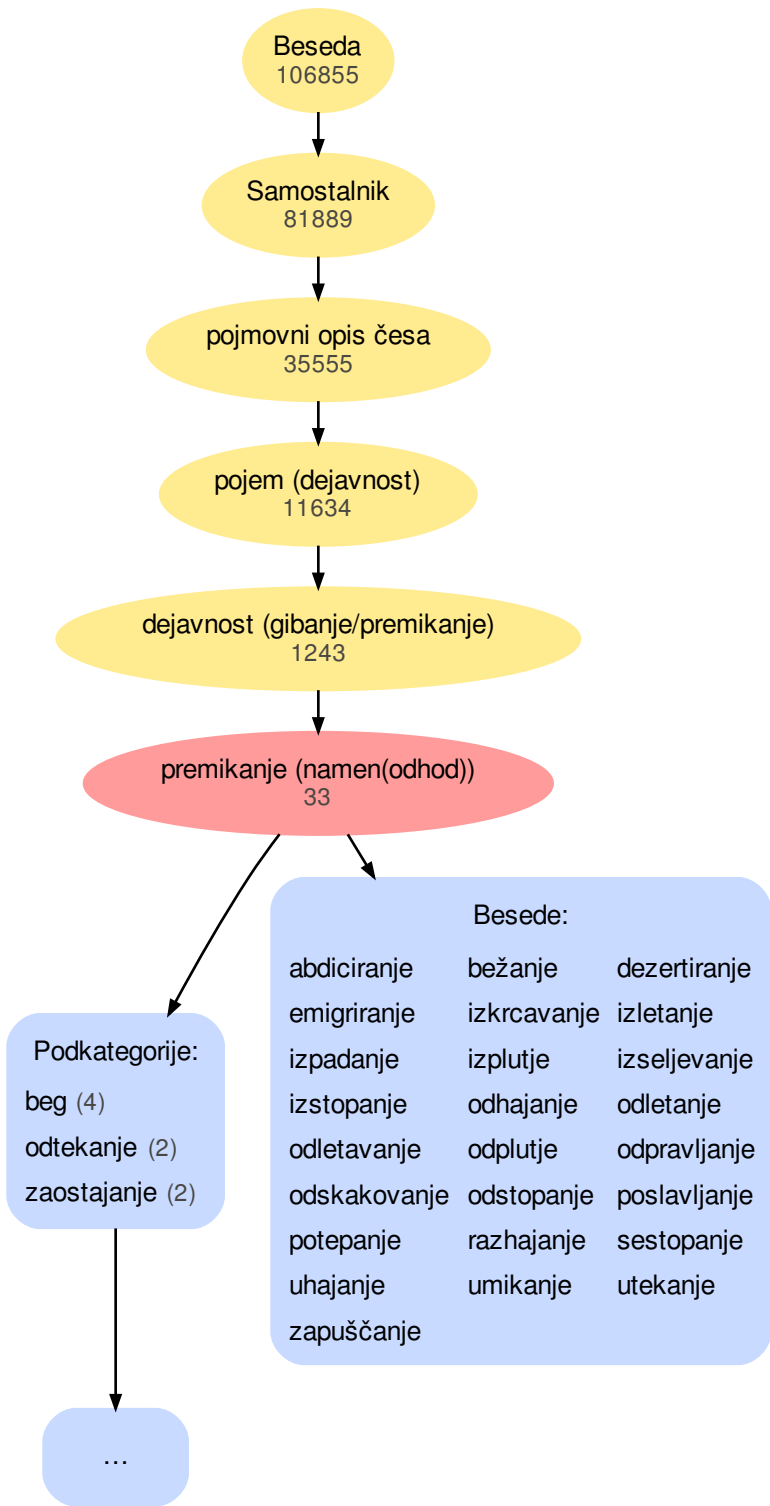 Beseda
106855
Samostalnik
81889
pojmovni opis česa
35555
pojem (dejavnost)
11634
dejavnost (gibanje/premikanje)
1243
premikanje (namen(odhod))
33
Podkategorije:
beg (4)
odtekanje (2)
zaostajanje (2)
...
Besede:
abdiciranje bežanje dezertiranje
emigriranje izkrcavanje izletanje
izpadanje izplutje izseljevanje
izstopanje odhajanje odletanje
odletavanje odplutje odpravljanje
odskakovanje odstopanje poslavljanje
potepanje razhajanje sestopanje
uhajanje umikanje utekanje
zapuščanje